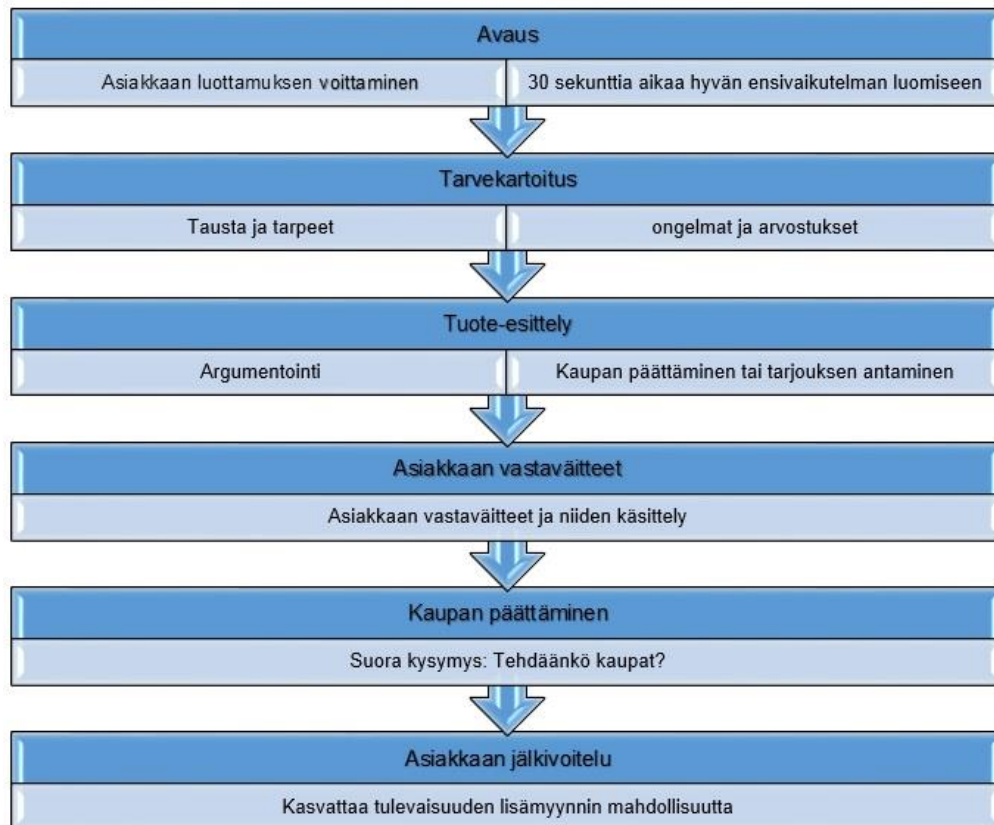 Avaus
Asiakkaan luottamuksen voittaminen
30 sekunttia aikaa hyvän ensivaikutelman luomiseen
Tarvekartoitus
Tausta ja tarpeet
ongelmat ja arvostukset
Tuote-esittely
Argumentointi
Kaupan päättäminen tai tarjouksen antaminen
Asiakkaan vastaväitteet
Asiakkaan vastaväitteet ja niiden käsittely
Kaupan päättäminen
Suora kysymys: Tehdäänkö kaupat?
Asiakkaan jälkivoitelu
Kasvattaa tulevaisuuden lisämyynnin mahdollisuutta